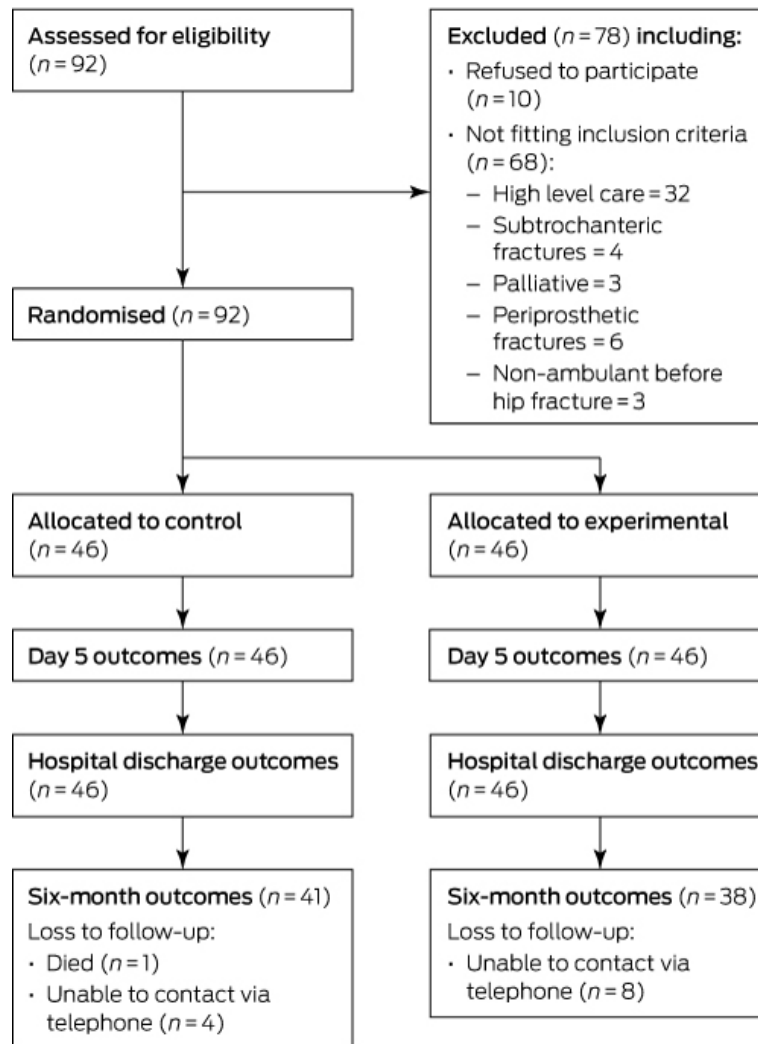 Assessed for eligibility
(n=92)
Excluded (n=78) including:
· Refused to participate
(n=10)
· Not fitting inclusion criteria
(n=68):
– High level care=32
– Subtrochanteric
fractures =4
– Palliative=3
– Periprosthetic
fractures =6
– Non-ambulant before
hip fracture=3
Randomised (n=92)
Allocated to control
(n=46)
Allocated to experimental
(n=46)
Day 5 outcomes (n=46)
Day 5 outcomes (n=46)
Hospital discharge outcomes
(n=46)
Hospital discharge outcomes
(n=46)
Six-month outcomes (n=41)
Loss to follow-up:
· Died (n=1)
· Unable to contact via
telephone (n=4)
Six-month outcomes (n=38)
Loss to follow-up:
· Unable to contact via
telephone (n=8)